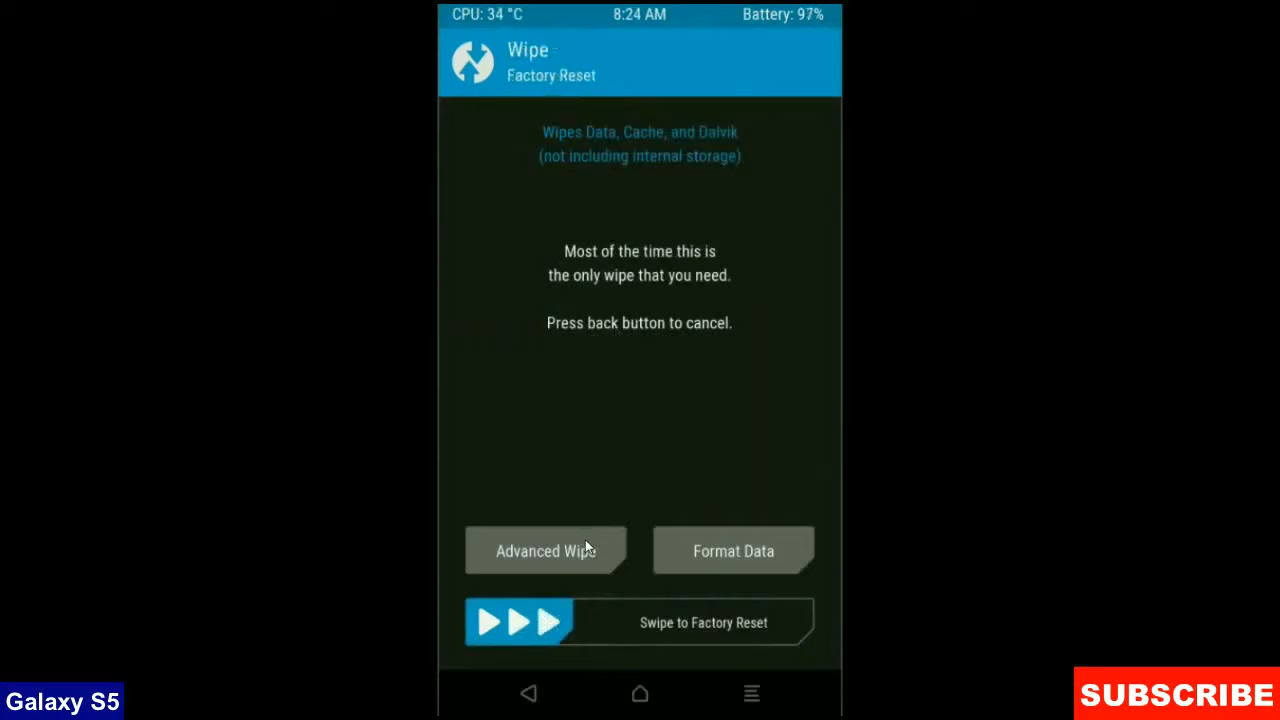 CPU: 34 °C 8:24 AM Battery: 97%
Wipe
Factory Reset
Wipes Data, Cache, and Dalvik
(not including internal storage)
Most of the time this is
the only wipe that you need.
Press back button to cancel.
Advanced Wipe Format Data
Swipe to Factory Reset
Galaxy S5
SUBSCRIBE